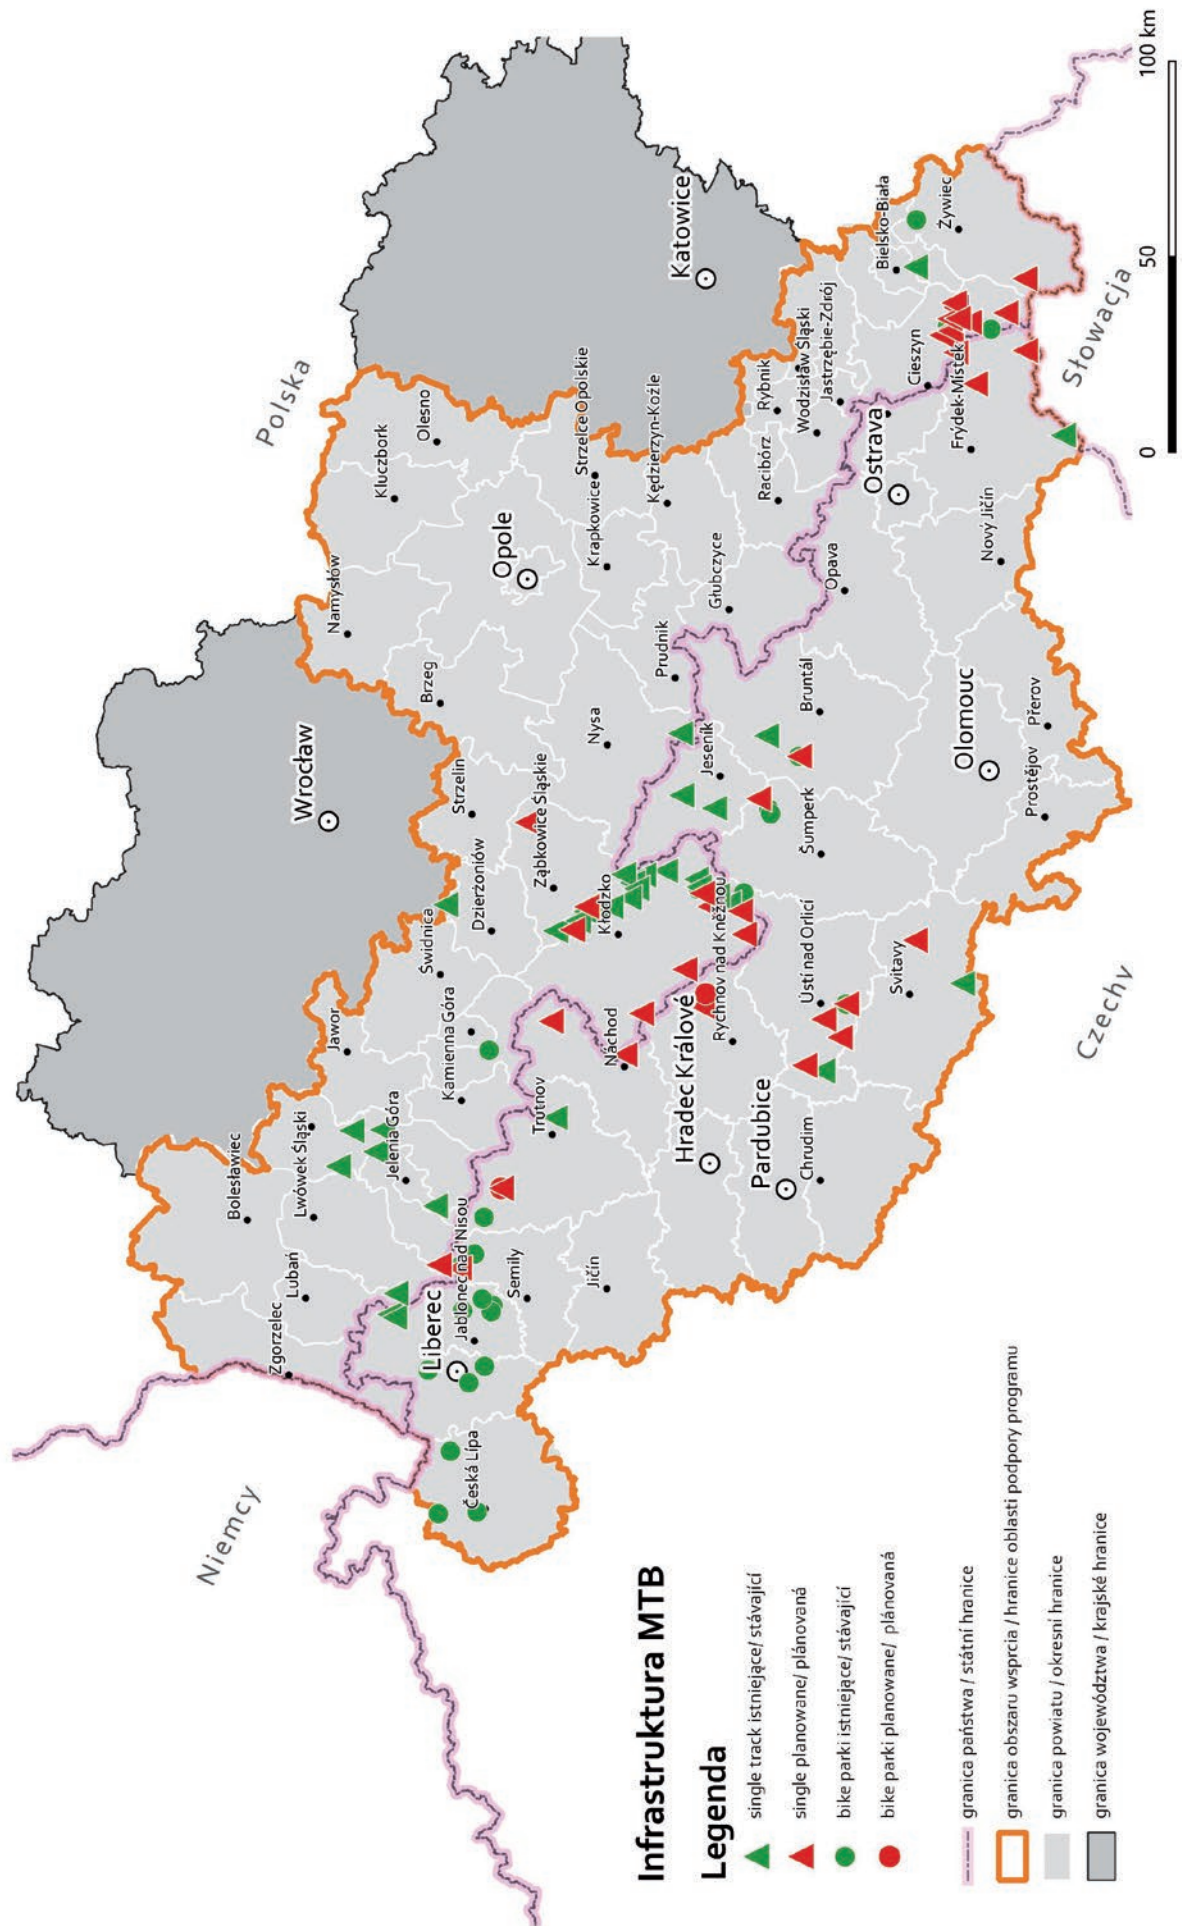 Infrastruktura MTB
Legenda
single track istniejące/ stávající
single planowane/ plánovaná
bike parki istniejące/ stávající
bike parki planowane/ plánovaná
granica państwa / státní hranice
granica obszaru wsprcia / hranice oblasti podpory programu
granica powiatu / okresni hranice
granica województwa / krajské hranice
Niemcy
Polska
Czechy
Słowacja
Zgorzelec
Lubań
Bolesławiec
Lwówek Śląski
Jawor
Jelenia Góra
Kamienna Góra
Świdnica
Dzierżoniów
Wrocław
Strzelin
Ząbkowice Śląskie
Kłodzko
Brzeg
Nysa
Namysłów
Opole
Kluczbork
Olesno
Strzelce Opolskie
Krapkowice
Kędzierzyn-Koźle
Prudnik
Głubczyce
Racibórz
Rybnik
Wodzisław Śląski
Jastrzębie-Zdrój
Katowice
Bielsko-Biała
Żywiec
Cieszyn
Česká Lípa
Liberec
Jablonec nad Nisou
Semily
Jičín
Trutnov
Náchod
Hradec Králové
Rychnov nad Kněžnou
Pardubice
Chrudim
Ústí nad Orlicí
Svitavy
Šumperk
Jeseník
Bruntál
Olomouc
Prostějov
Přerov
Opava
Nový Jičín
Ostrava
Frýdek-Místek
0
50
100 km